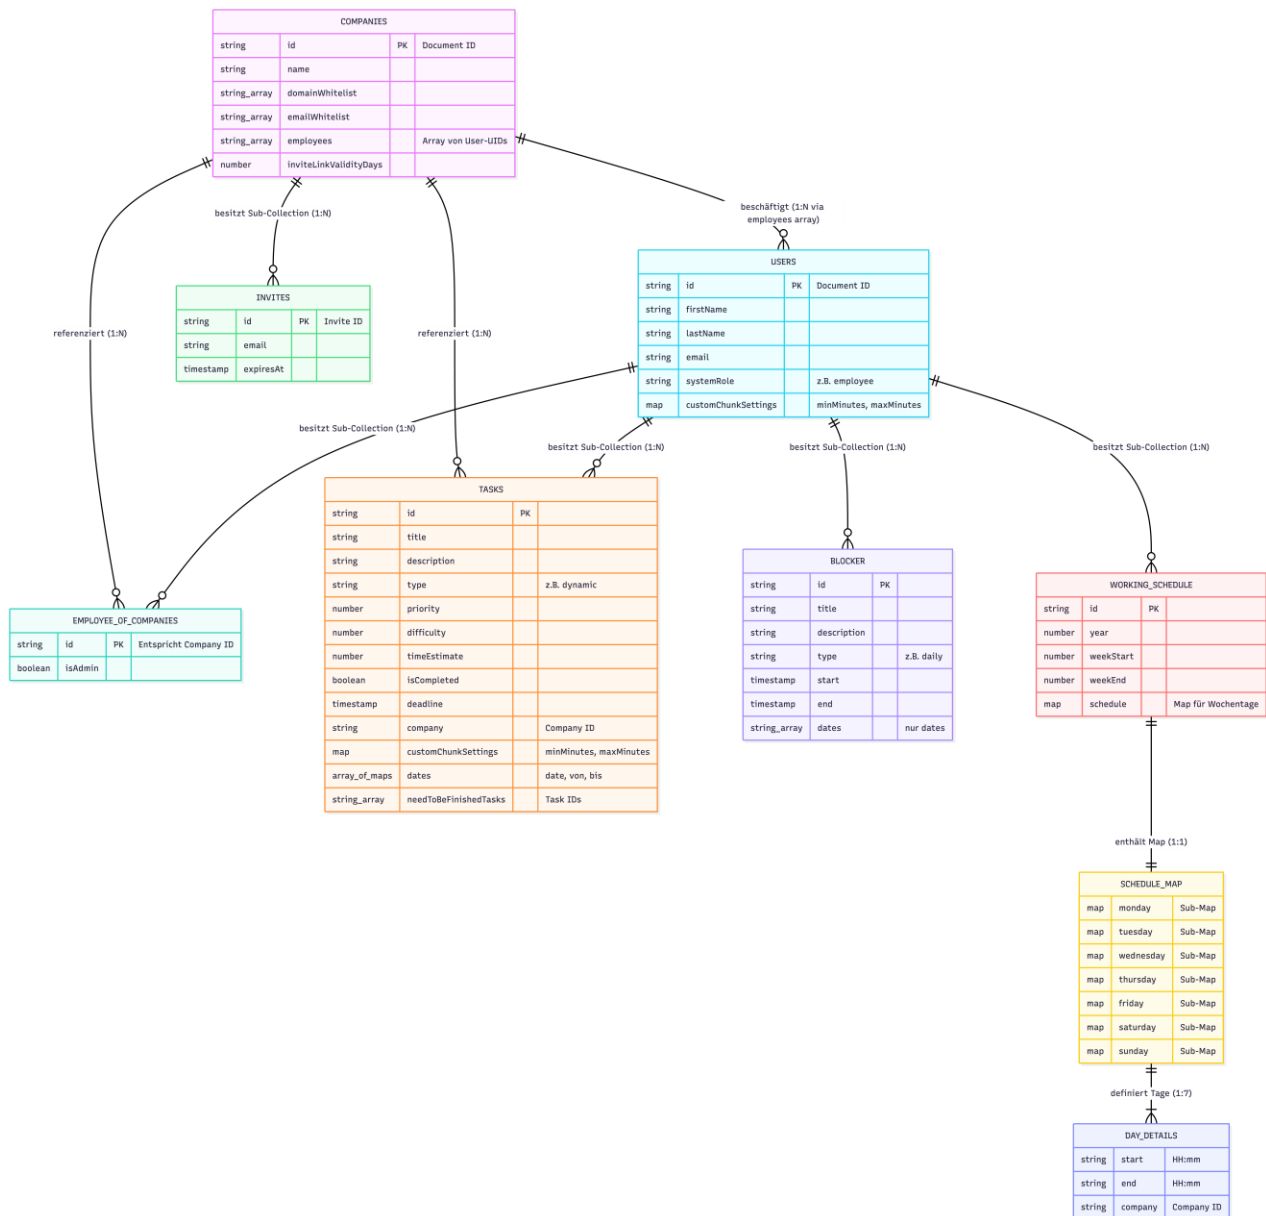 COMPANIES
string id PK Document ID
string name
string_array domainWhitelist
string_array emailWhitelist
string_array employees Array von User-UIDs
number inviteLinkValidityDays
besitzt Sub-Collection (1:N)
beschäftigt (1:N via
employees array)
USERS
string id PK Document ID
string firstName
string lastName
string email
string systemRole z.B. employee
map customChunkSettings minMinutes, maxMinutes
INVITES
string id PK Invite ID
string email
timestamp expiresAt
referenziert (1:N)
referenziert (1:N)
besitzt Sub-Collection (1:N)
besitzt Sub-Collection (1:N)
besitzt Sub-Collection (1:N)
besitzt Sub-Collection (1:N)
TASKS
string id PK
string title
string description
string type z.B. dynamic
number priority
number difficulty
number timeEstimate
boolean isCompleted
timestamp deadline
string company Company ID
map customChunkSettings minMinutes, maxMinutes
array_of_maps dates date, von, bis
string_array needToBeFinishedTasks Task IDs
BLOCKER
string id PK
string title
string description
string type z.B. daily
timestamp start
timestamp end
string_array dates nur dates
WORKING_SCHEDULE
string id PK
number year
number weekStart
number weekEnd
map schedule Map für Wochentage
EMPLOYEE_OF_COMPANIES
string id PK Entspricht Company ID
boolean isAdmin
enthält Map (1:1)
SCHEDULE_MAP
map monday Sub-Map
map tuesday Sub-Map
map wednesday Sub-Map
map thursday Sub-Map
map friday Sub-Map
map saturday Sub-Map
map sunday Sub-Map
definiert Tage (1:7)
DAY_DETAILS
string start HH:mm
string end HH:mm
string company Company ID